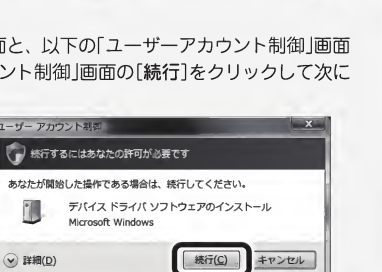 面と、以下の「ユーザーアカウント制御」画面
ント制御」画面の[続行]をクリックして次に
ユーザー アカウント制御
x
続行するにはあなたの許可が必要です
あなたが開始した操作である場合は、続行してください。
デバイス ドライバ ソフトウェアのインストール
Microsoft Windows
詳細(D)
続行(C)
キャンセル